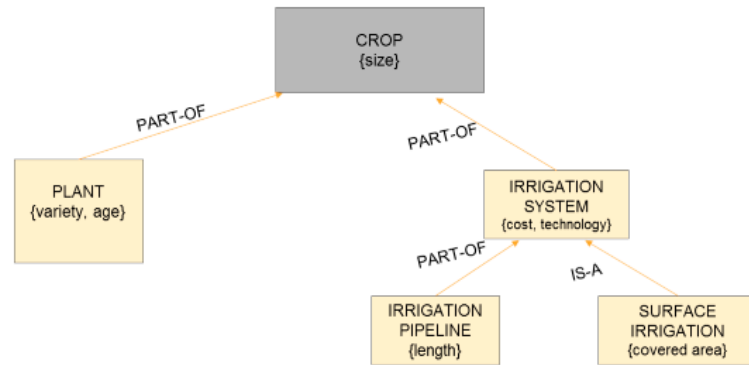 CROP
{size}
PART-OF
PART-OF
PLANT
{variety, age}
IRRIGATION
SYSTEM
{cost, technology}
PART-OF
IS-A
IRRIGATION
PIPELINE
{length}
SURFACE
IRRIGATION
{covered area}